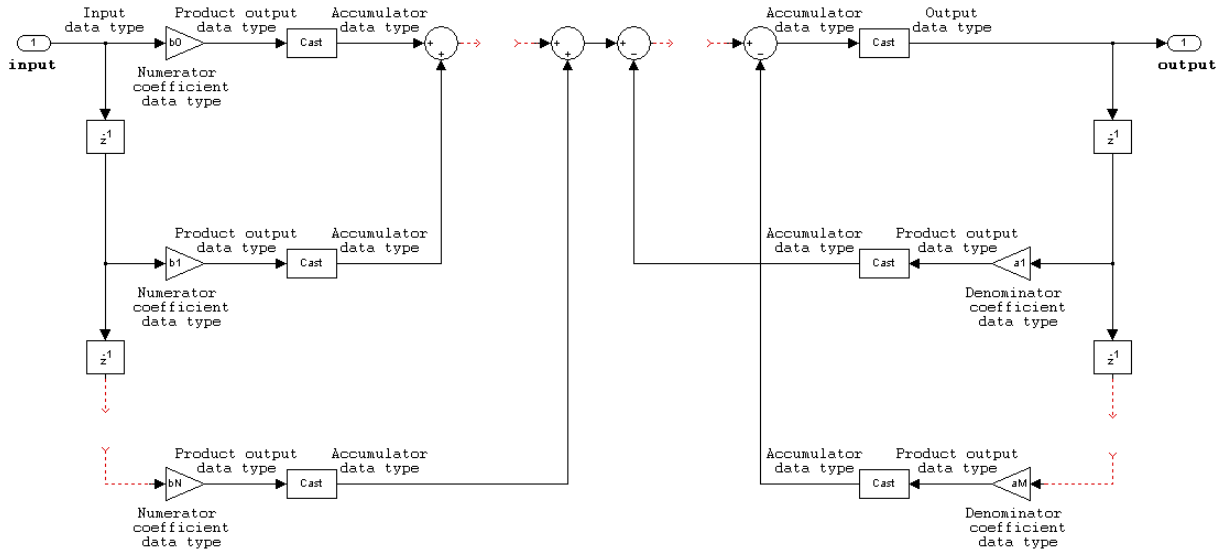 Input
data type
Product output
data type
Accumulator
data type
Accumulator
data type
Output
data type
1
b0
Cast
+
+
+
+
+
−
+
−
Cast
1
input
output
Numerator
coefficient
data type
z-1
z-1
Product output
data type
Accumulator
data type
Accumulator
data type
Product output
data type
b1
Cast
Cast
a1
Numerator
coefficient
data type
Denominator
coefficient
data type
z-1
z-1
Product output
data type
Accumulator
data type
Accumulator
data type
Product output
data type
bN
Cast
Cast
aM
Numerator
coefficient
data type
Denominator
coefficient
data type